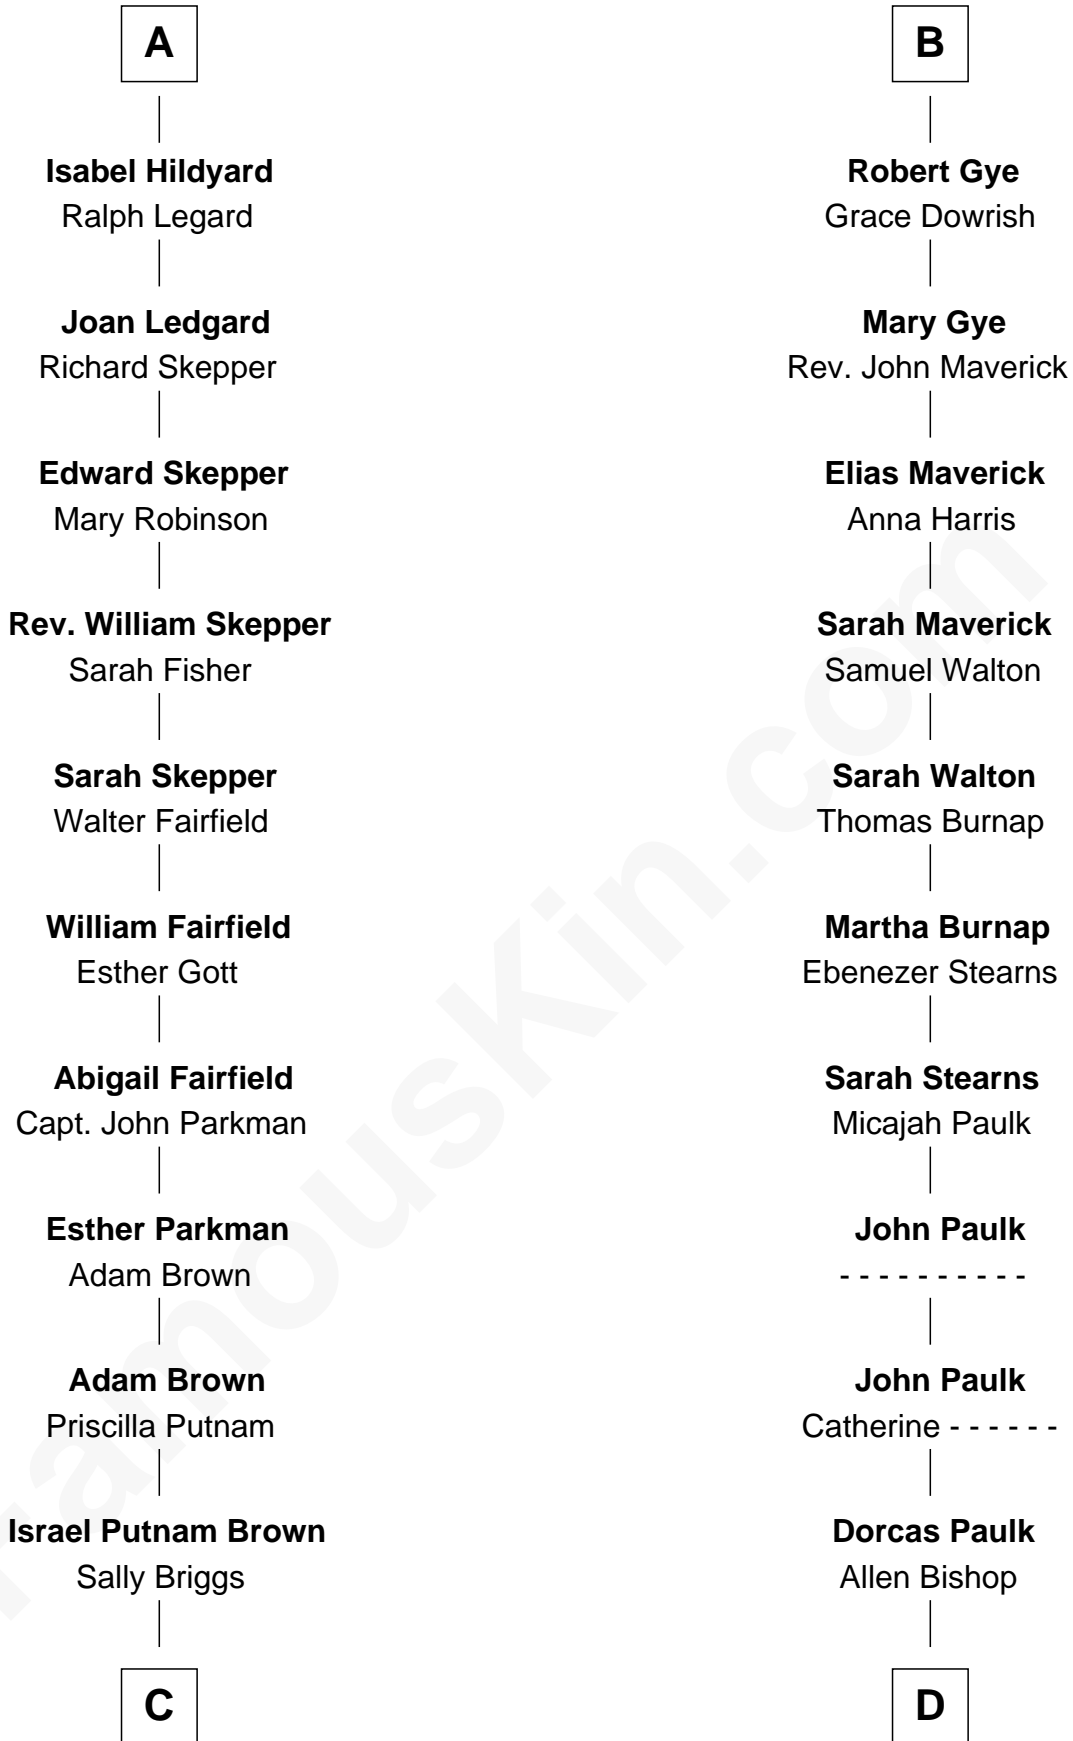 A
Isabel Hildyard
Ralph Legard
Joan Ledgard
Richard Skepper
Edward Skepper
Mary Robinson
Rev. William Skepper
Sarah Fisher
Sarah Skepper
Walter Fairfield
William Fairfield
Esther Gott
Abigail Fairfield
Capt. John Parkman
Esther Parkman
Adam Brown
Adam Brown
Priscilla Putnam
Israel Putnam Brown
Sally Briggs
C
B
Robert Gye
Grace Dowrish
Mary Gye
Rev. John Maverick
Elias Maverick
Anna Harris
Sarah Maverick
Samuel Walton
Sarah Walton
Thomas Burnap
Martha Burnap
Ebenezer Stearns
Sarah Stearns
Micajah Paulk
John Paulk
- - - - - - - - - -
John Paulk
Catherine - - - - - -
Dorcas Paulk
Allen Bishop
D
FamousKin.com